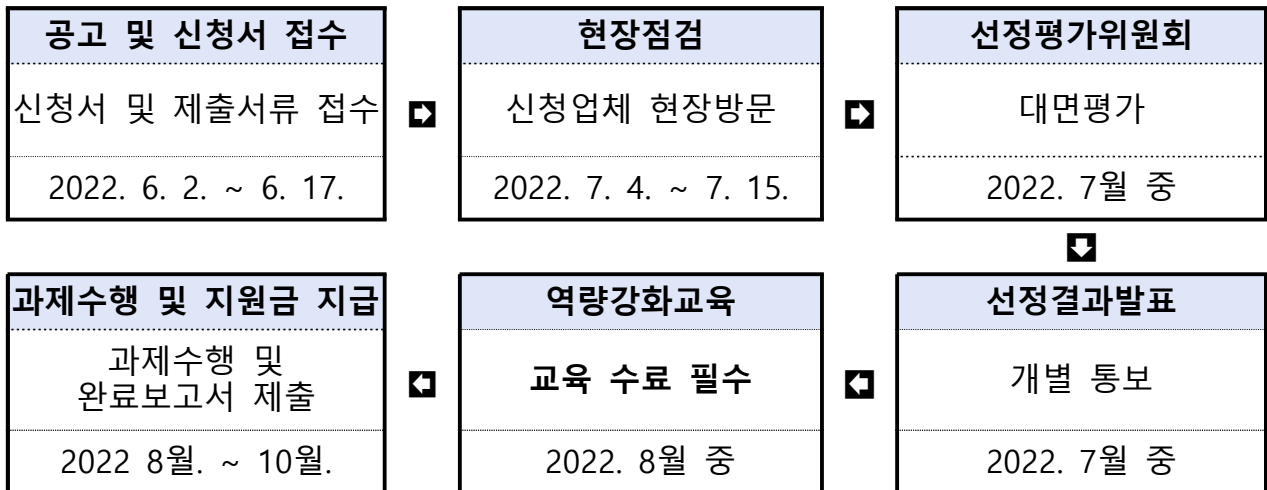 공고 및 신청서 접수
신청서 및 제출서류 접수
2022. 6. 2. ~ 6. 17.
현장점검
신청업체 현장방문
2022. 7. 4. ~ 7. 15.
선정평가위원회
대면평가
2022. 7월 중
선정결과발표
개별 통보
2022. 7월 중
역량강화교육
교육 수료 필수
2022. 8월 중
과제수행 및 지원금 지급
과제수행 및
완료보고서 제출
2022 8월. ~ 10월.